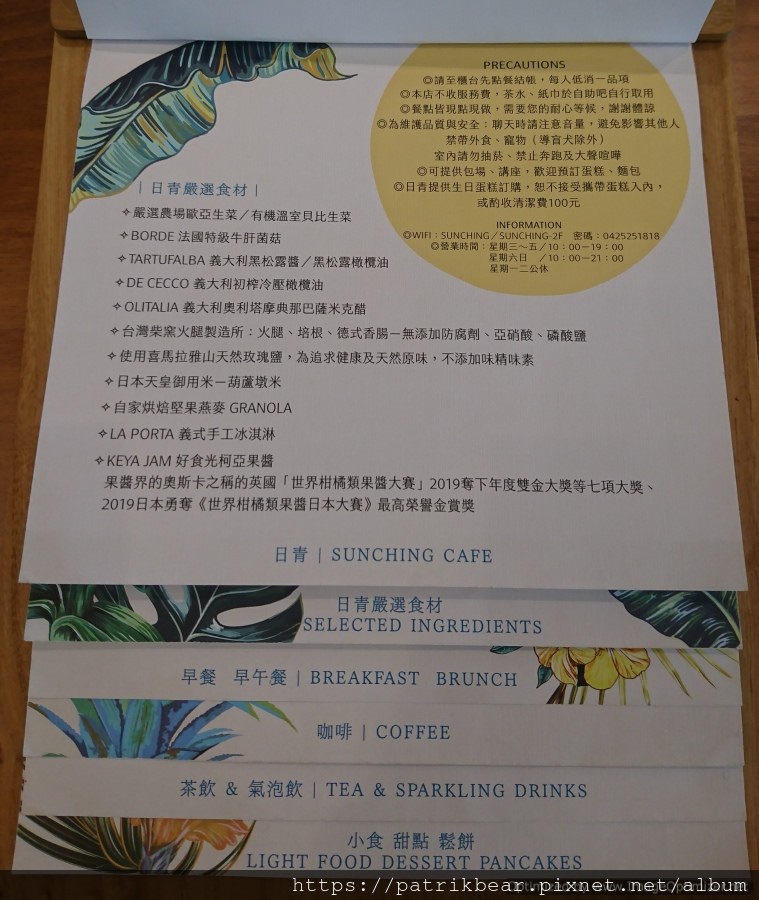 PRECAUTIONS
◎請至櫃台先點餐結帳，每人低消一品項
◎本店不收服務費，茶水、紙巾於自助吧自行取用
◎餐點皆現點現做，需要您的耐心等候，謝謝體諒
◎為維護品質與安全：聊天時請注意音量，避免影響其他人
禁帶外食、寵物（導盲犬除外）
室內請勿抽菸、禁止奔跑及大聲喧嘩
◎可提供包場、講座，歡迎預訂蛋糕、麵包
◎日青提供生日蛋糕訂購，恕不接受攜帶蛋糕入內，
或酌收清潔費100元
INFORMATION
◎WIFI：SUNCHING／SUNCHING-2F 密碼：0425251818
◎營業時間：星期三～五／10：00－19：00
星期六日 ／10：00－21：00
星期一二公休
｜日青嚴選食材｜
✧嚴選農場歐亞生菜／有機溫室貝比生菜
✧BORDE 法國特級牛肝菌菇
✧TARTUFALBA 義大利黑松露醬／黑松露橄欖油
✧DE CECCO 義大利初榨冷壓橄欖油
✧OLITALIA 義大利奧利塔摩典那巴薩米克醋
✧台灣柴窯火腿製造所：火腿、培根、德式香腸－無添加防腐劑、亞硝酸、磷酸鹽
✧使用喜馬拉雅山天然玫瑰鹽，為追求健康及天然原味，不添加味精味素
✧日本天皇御用米－葫蘆墩米
✧自家烘焙堅果燕麥 GRANOLA
✧LA PORTA 義式手工冰淇淋
✧KEYA JAM 好食光柯亞果醬
果醬界的奧斯卡之稱的英國「世界柑橘類果醬大賽」2019奪下年度雙金大獎等七項大獎、
2019日本勇奪《世界柑橘類果醬日本大賽》最高榮譽金賞獎
日青｜SUNCHING CAFE
日青嚴選食材
SELECTED INGREDIENTS
早餐 早午餐｜BREAKFAST BRUNCH
咖啡｜COFFEE
茶飲 & 氣泡飲｜TEA & SPARKLING DRINKS
小食 甜點 鬆餅
LIGHT FOOD DESSERT PANCAKES
https://patrikbear.pixnet.net/album